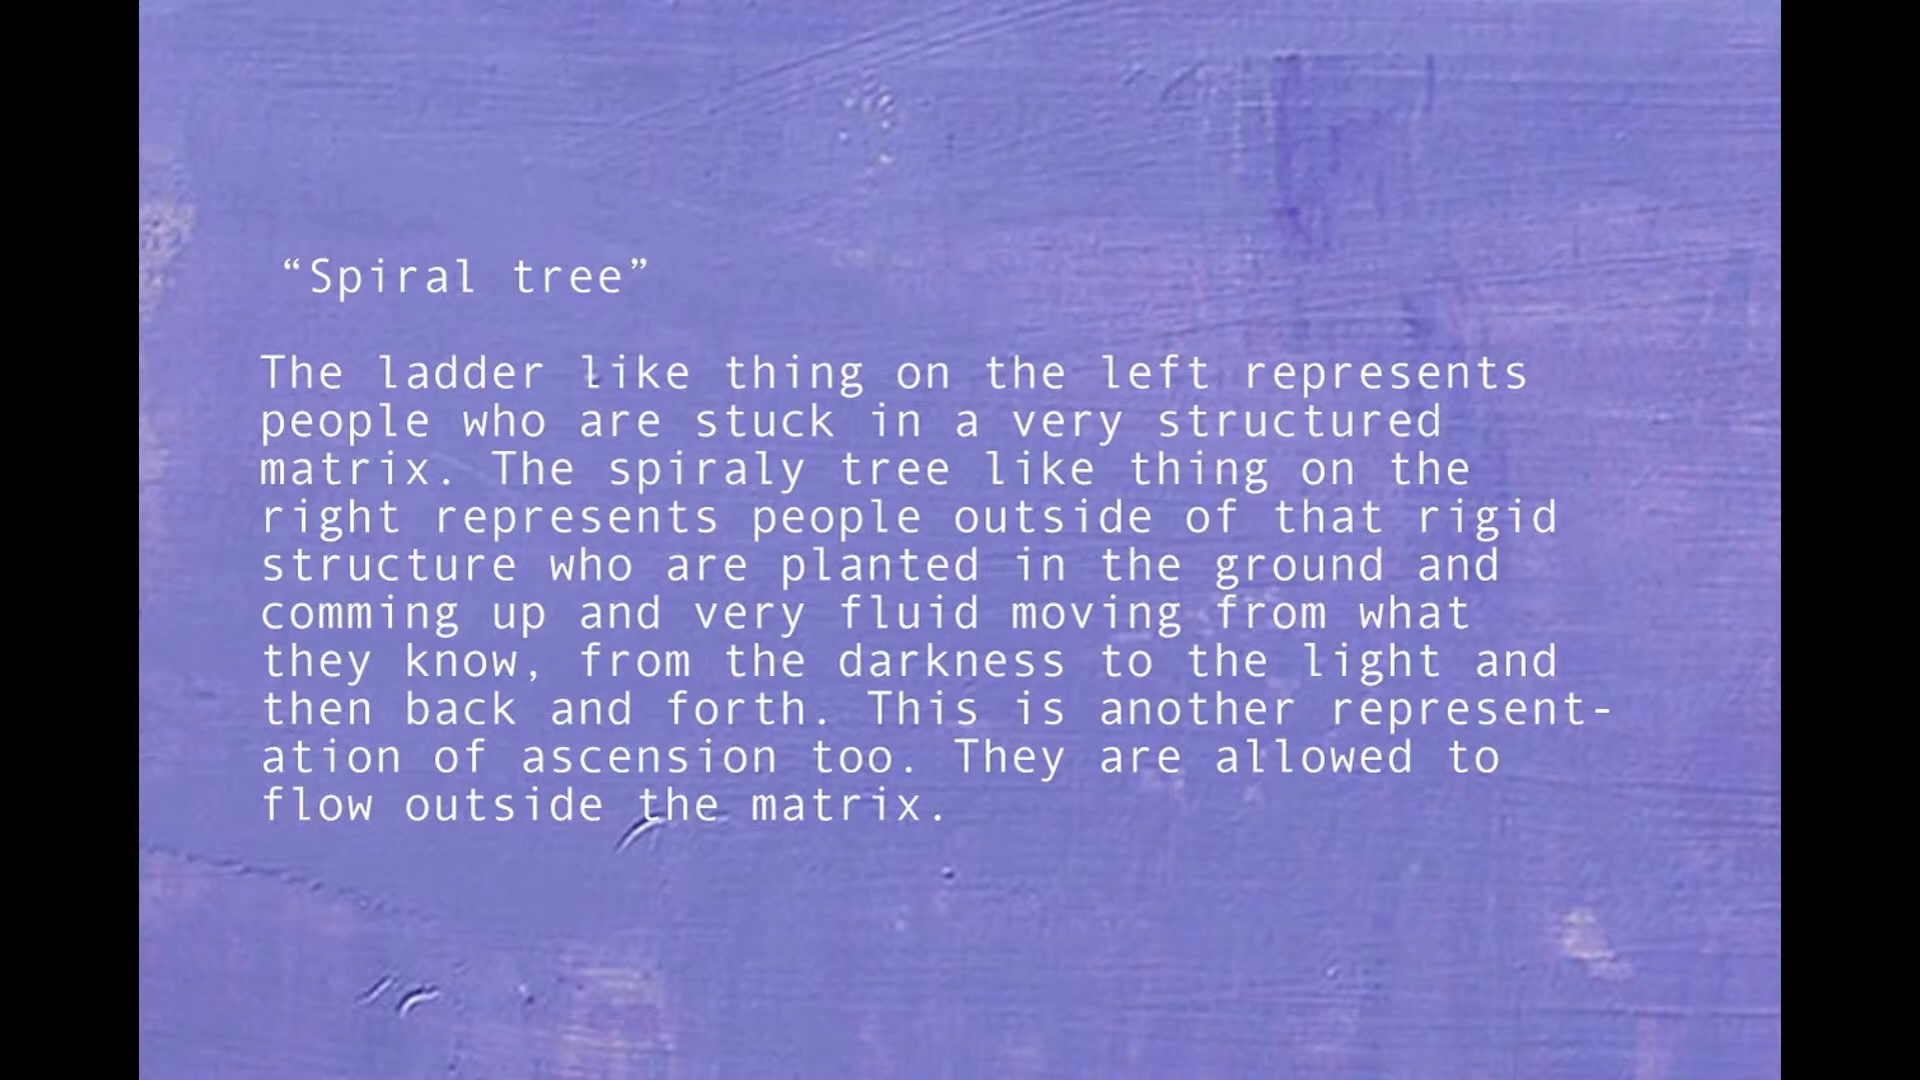 “Spiral tree”
The ladder like thing on the left represents
people who are stuck in a very structured
matrix. The spiraly tree like thing on the
right represents people outside of that rigid
structure who are planted in the ground and
comming up and very fluid moving from what
they know, from the darkness to the light and
then back and forth. This is another represent-
ation of ascension too. They are allowed to
flow outside the matrix.